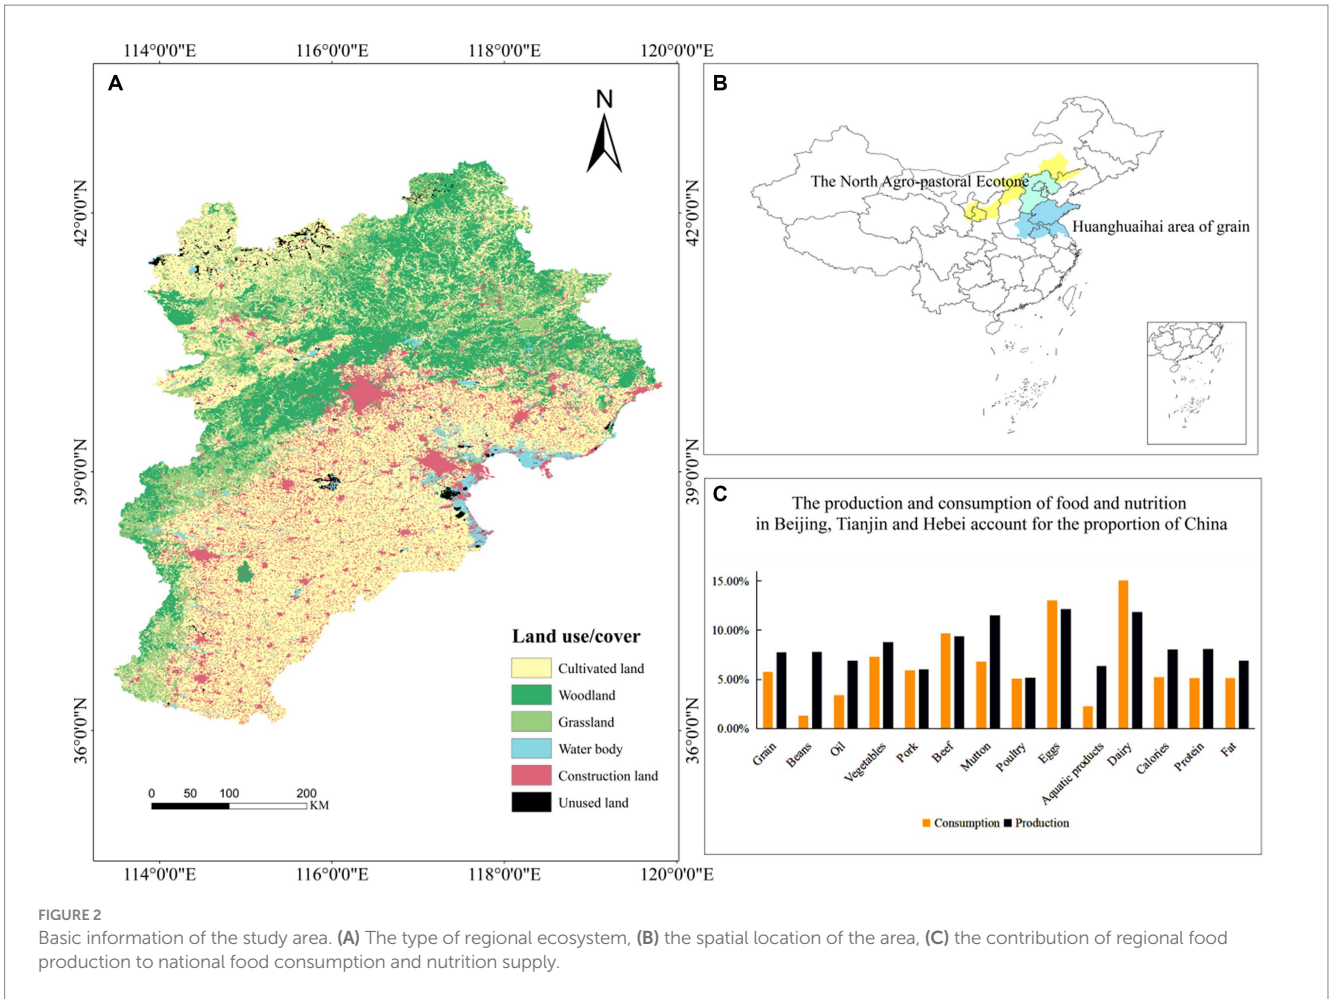 114°0'0"E 116°0'0"E 118°0'0"E 120°0'0"E
A
N
42°0'0"N
39°0'0"N
36°0'0"N
42°0'0"N
39°0'0"N
36°0'0"N
Land use/cover
Cultivated land
Woodland
Grassland
Water body
Construction land
Unused land
0 50 100 200
KM
114°0'0"E 116°0'0"E 118°0'0"E 120°0'0"E
B
The North Agro-pastoral Ecotone
Huanghuaihai area of grain
C
The production and consumption of food and nutrition
in Beijing, Tianjin and Hebei account for the proportion of China
15.00%
10.00%
5.00%
0.00%
Grain Beans Oil Vegetables Pork Beef Mutton Poultry Eggs Aquatic products Dairy Calories Protein Fat
Consumption Production
FIGURE 2
Basic information of the study area. (A) The type of regional ecosystem, (B) the spatial location of the area, (C) the contribution of regional food
production to national food consumption and nutrition supply.